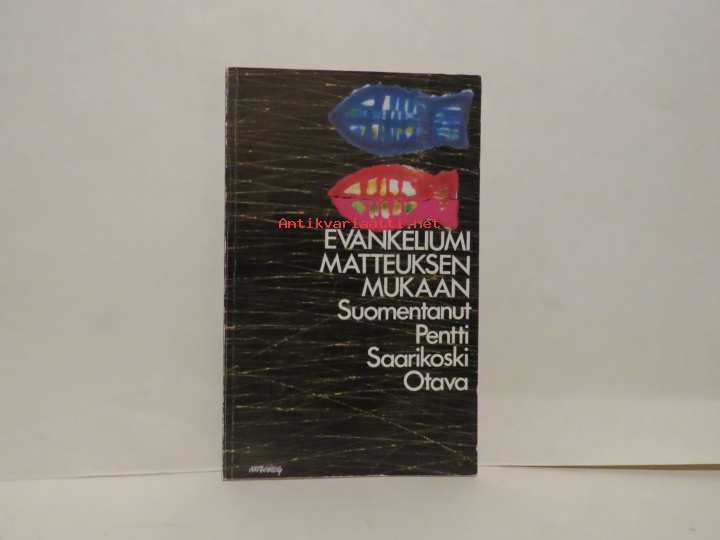 Antikvariaatti.net
EVANKELIUMI
MATTEUKSEN
MUKAAN
Suomentanut
Pentti
Saarikoski
Otava